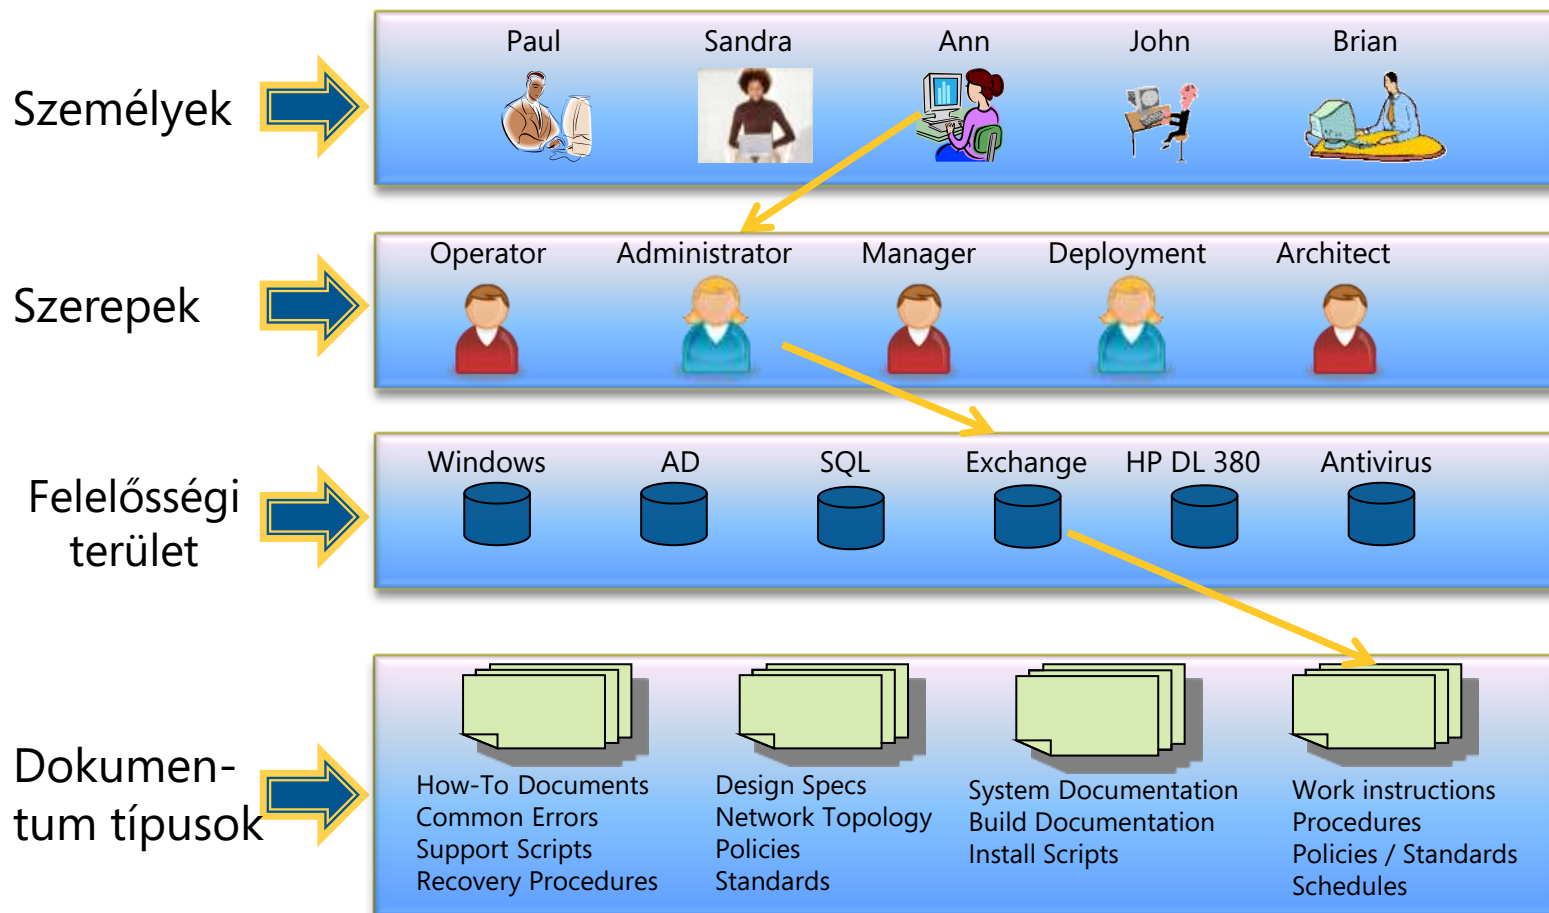 Személyek
Paul
Sandra
Ann
John
Brian
Szerepek
Operator
Administrator
Manager
Deployment
Architect
Felelősségi
terület
Windows
AD
SQL
Exchange
HP DL 380
Antivirus
Dokumen-
tum típusok
How-To Documents
Common Errors
Support Scripts
Recovery Procedures
Design Specs
Network Topology
Policies
Standards
System Documentation
Build Documentation
Install Scripts
Work instructions
Procedures
Policies / Standards
Schedules